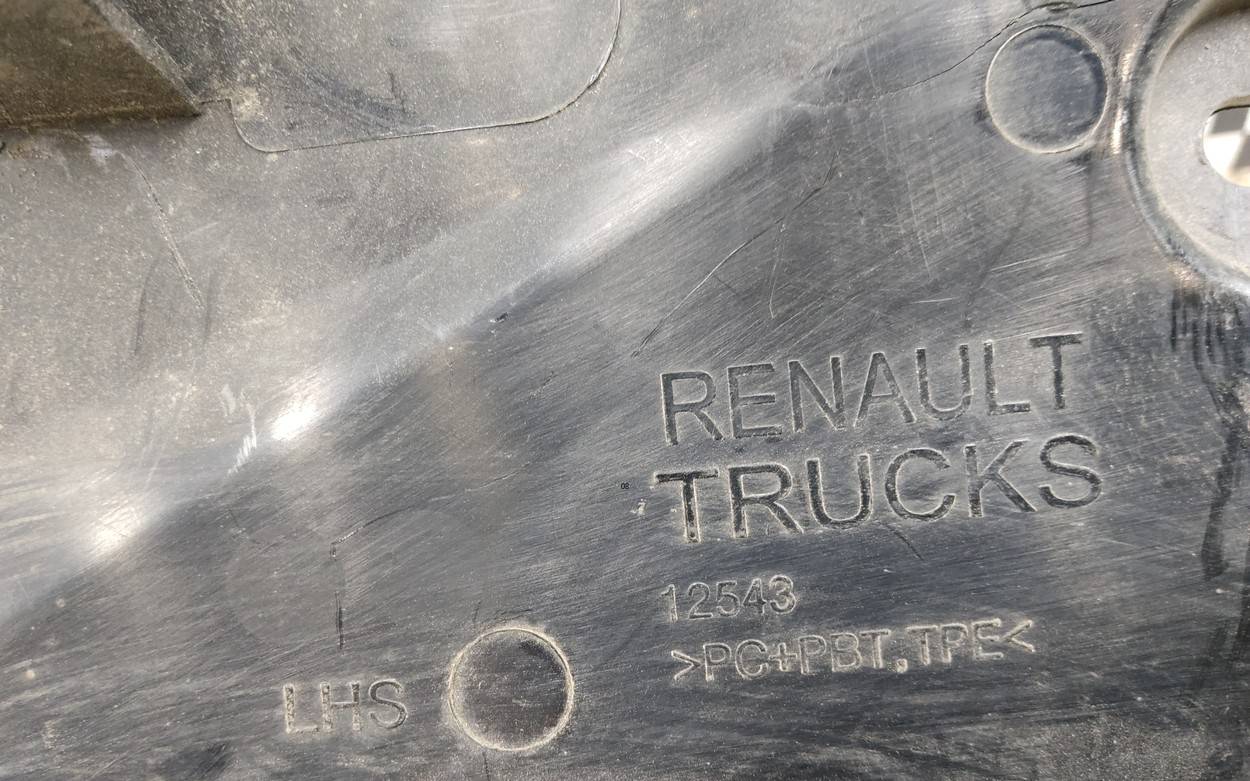 RENAULT
TRUCKS
12543
>PC+PBT,TPE<
LHS